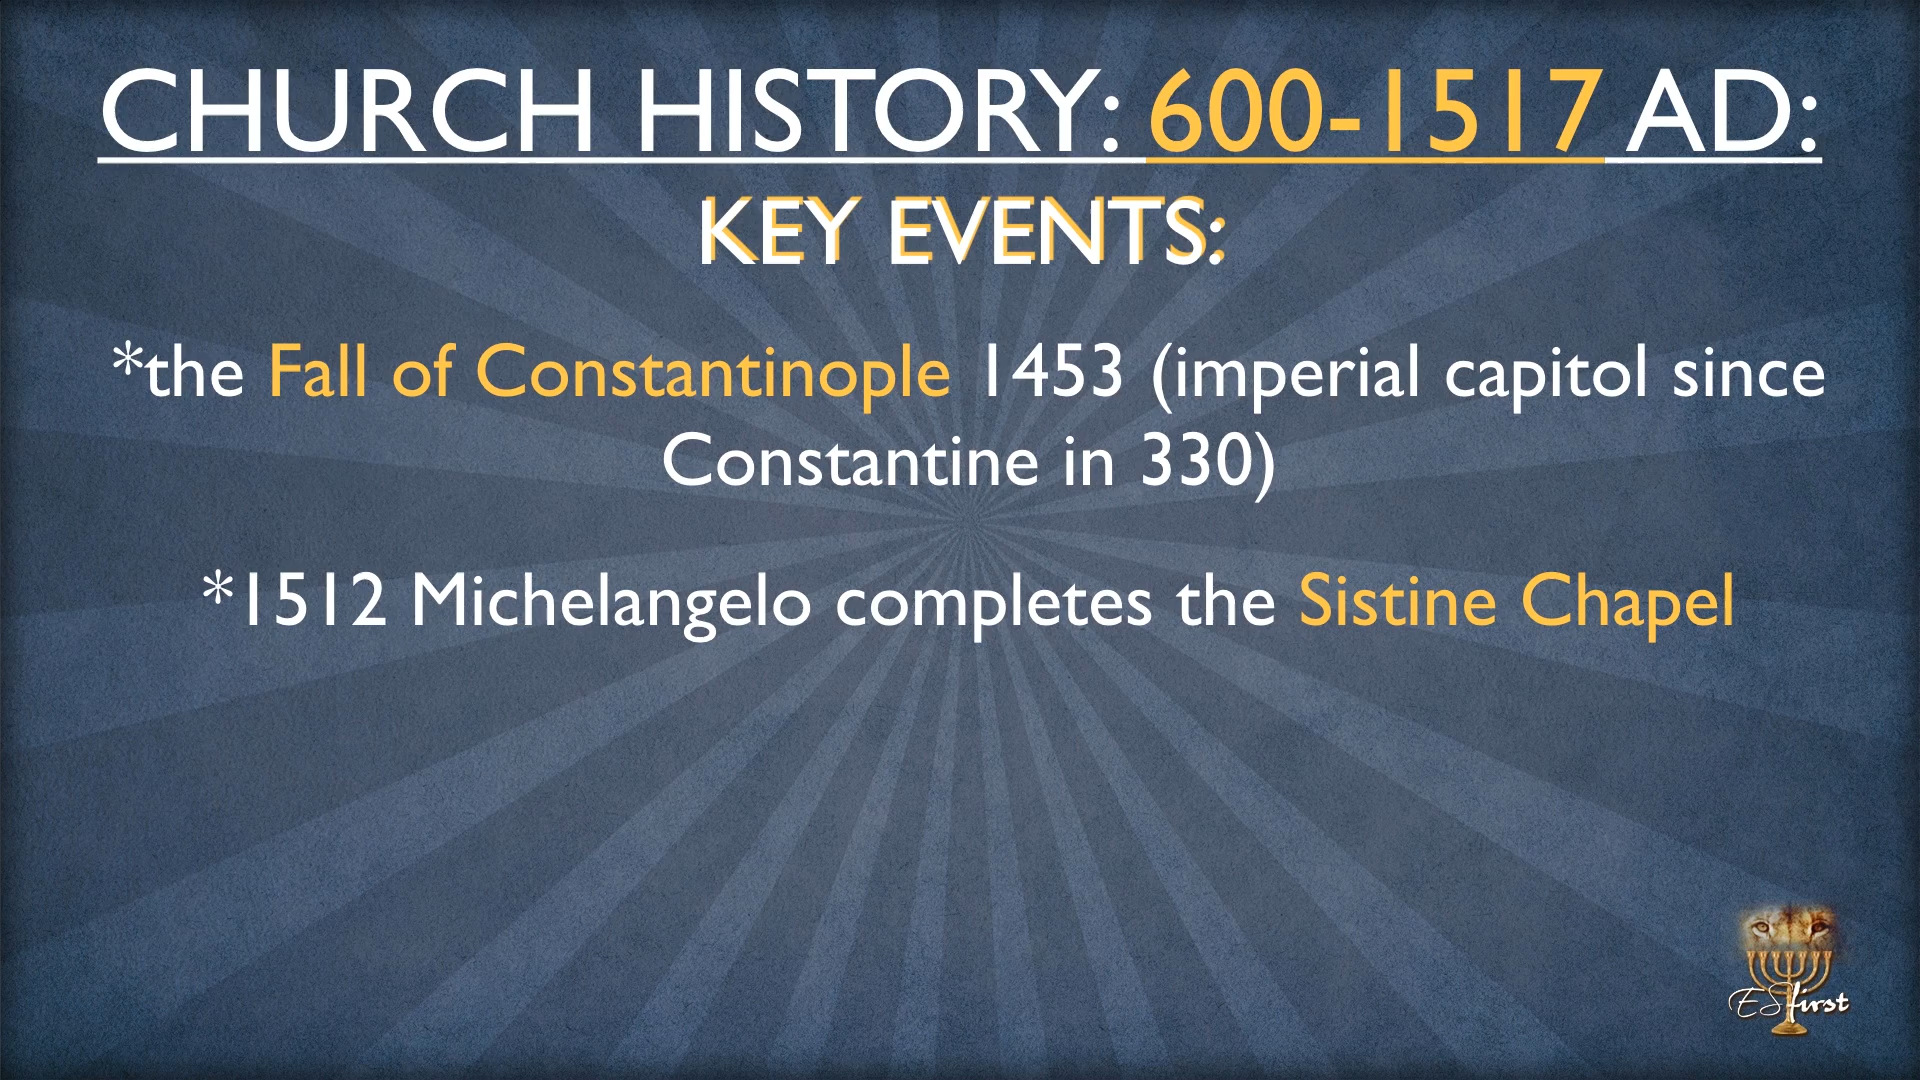 CHURCH HISTORY: 600-1517 AD:
KEY EVENTS:
*the Fall of Constantinople 1453 (imperial capitol since
Constantine in 330)
*1512 Michelangelo completes the Sistine Chapel
ES first